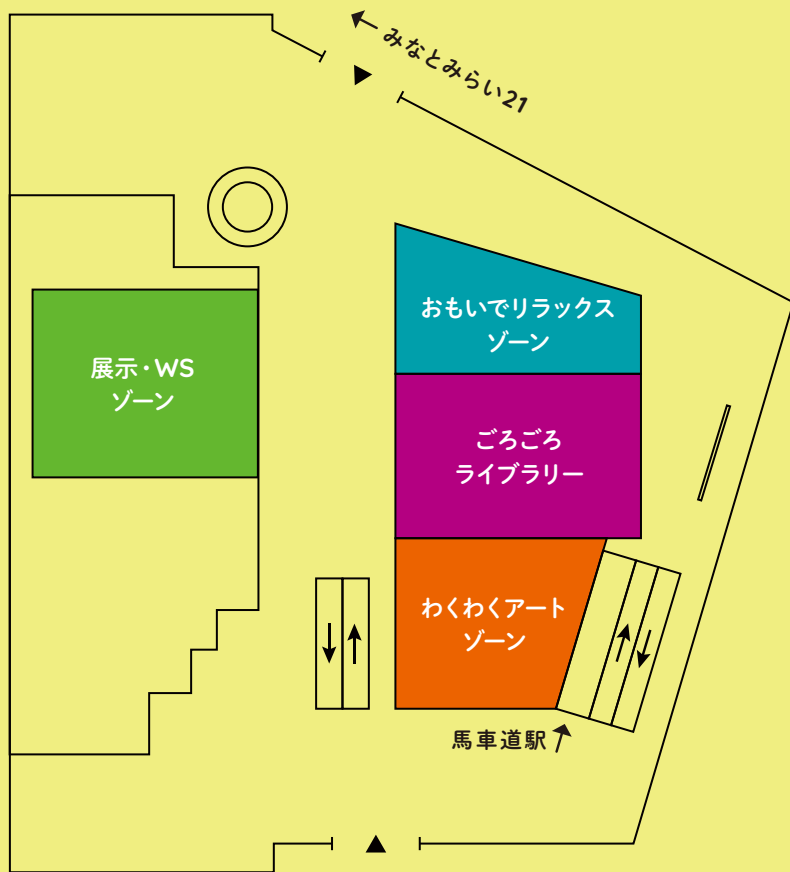 みなとみらい21
おもいでリラックス
ゾーン
展示・WS
ゾーン
ごろごろ
ライブラリー
わくわくアート
ゾーン
馬車道駅